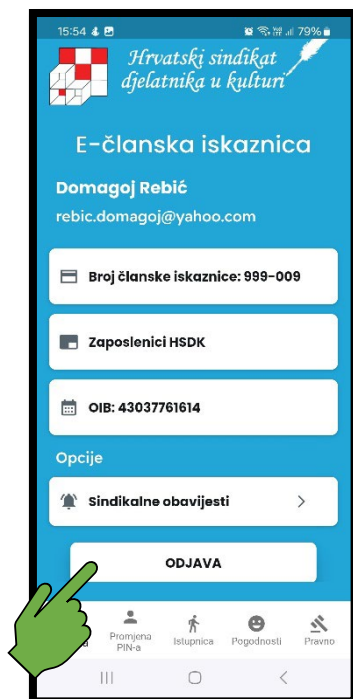 15:54
79%
Hrvatski sindikat
djelatnika u kulturi
E-članska iskaznica
Domagoj Rebić
rebic.domagoj@yahoo.com
Broj članske iskaznice: 999-009
Zaposlenici HSDK
OIB: 43037761614
Opcije
Sindikalne obavijesti
ODJAVA
Promjena PIN-a
Istupnica
Pogodnosti
Pravno